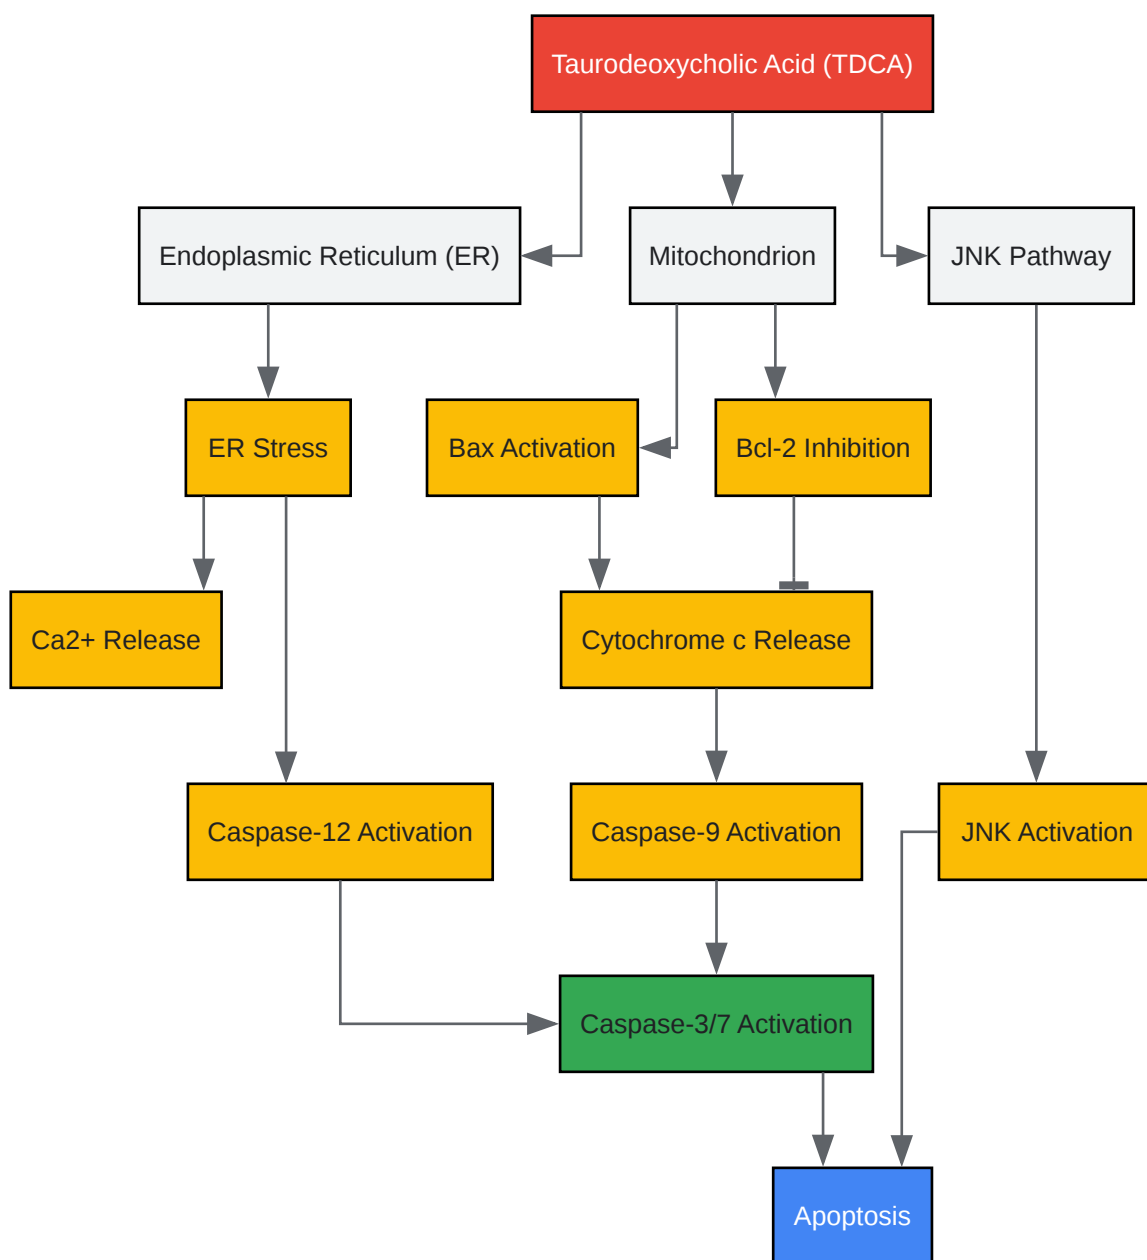 Taurodeoxycholic Acid (TDCA)
Endoplasmic Reticulum (ER)
Mitochondrion
JNK Pathway
ER Stress
Bax Activation
Bcl-2 Inhibition
Ca2+ Release
Cytochrome c Release
Caspase-12 Activation
Caspase-9 Activation
JNK Activation
Caspase-3/7 Activation
Apoptosis